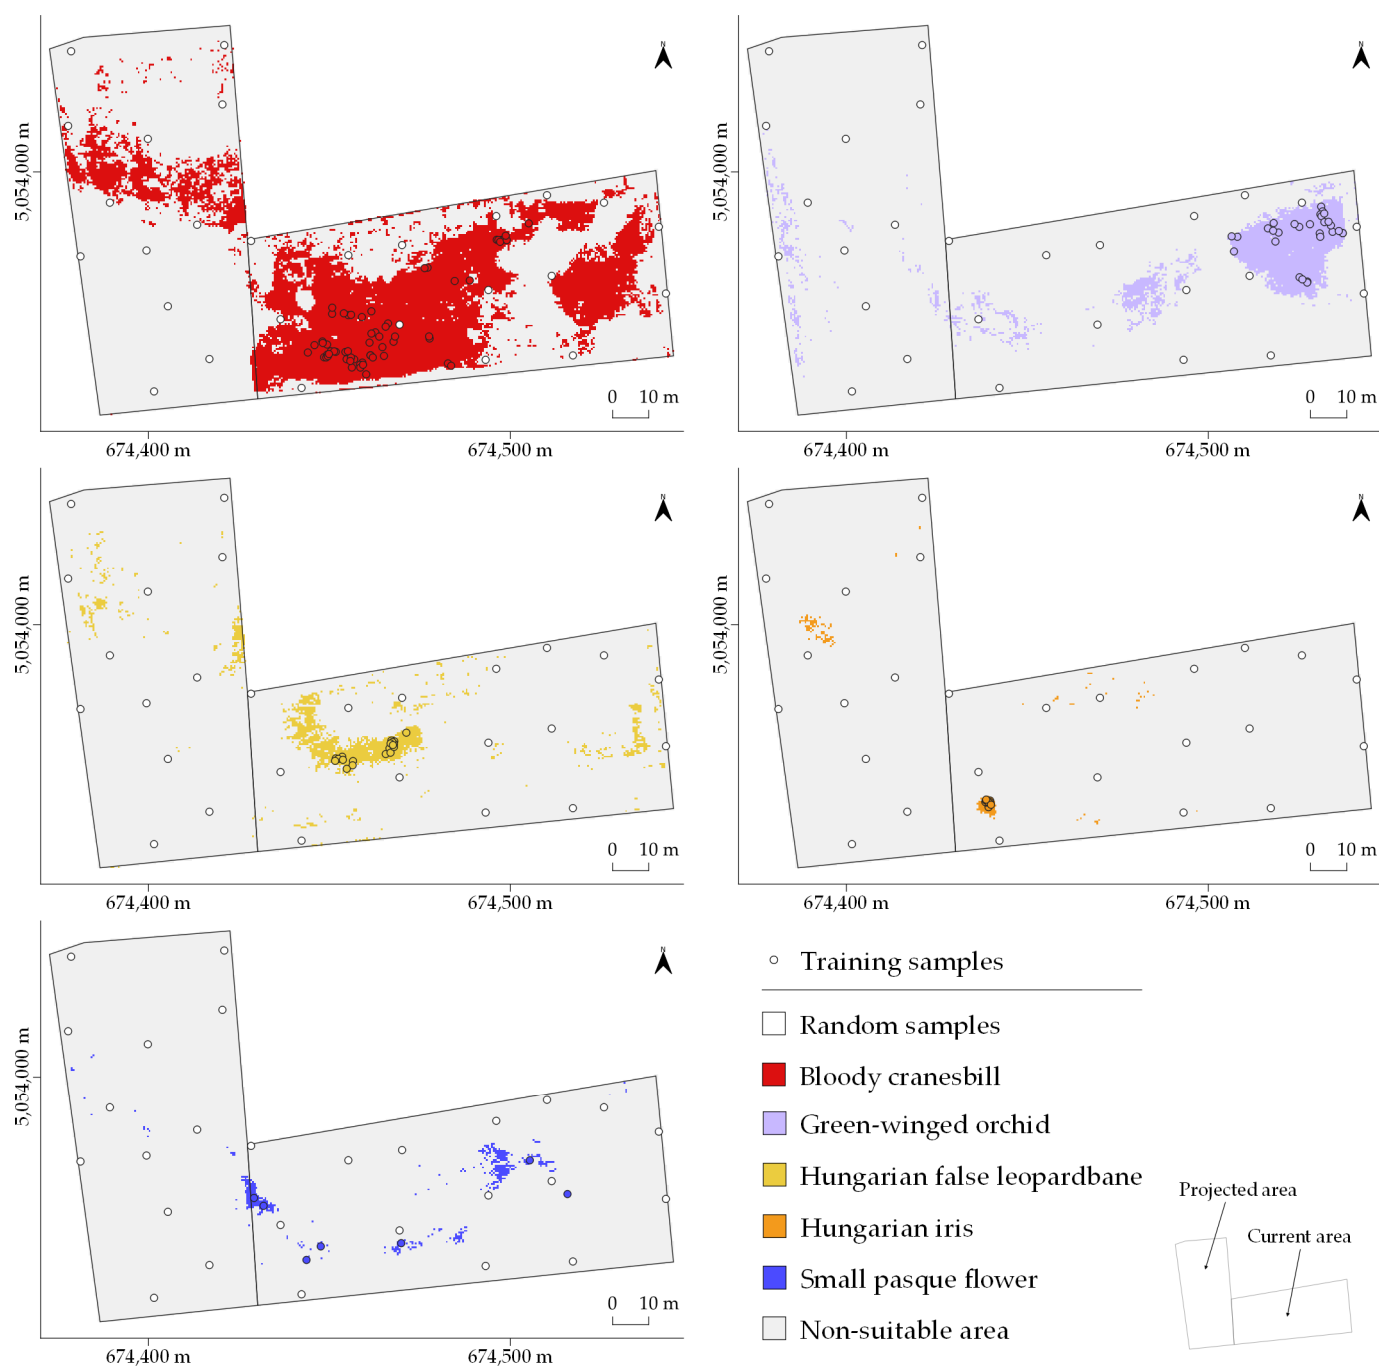 N
5,054,000 m
0 10 m
674,400 m
674,500 m
N
5,054,000 m
0 10 m
674,400 m
674,500 m
N
5,054,000 m
0 10 m
674,400 m
674,500 m
N
5,054,000 m
0 10 m
674,400 m
674,500 m
N
5,054,000 m
0 10 m
674,400 m
674,500 m
Training samples
Random samples
Bloody cranesbill
Green-winged orchid
Hungarian false leopardbane
Hungarian iris
Small pasque flower
Non-suitable area
Projected area
Current area